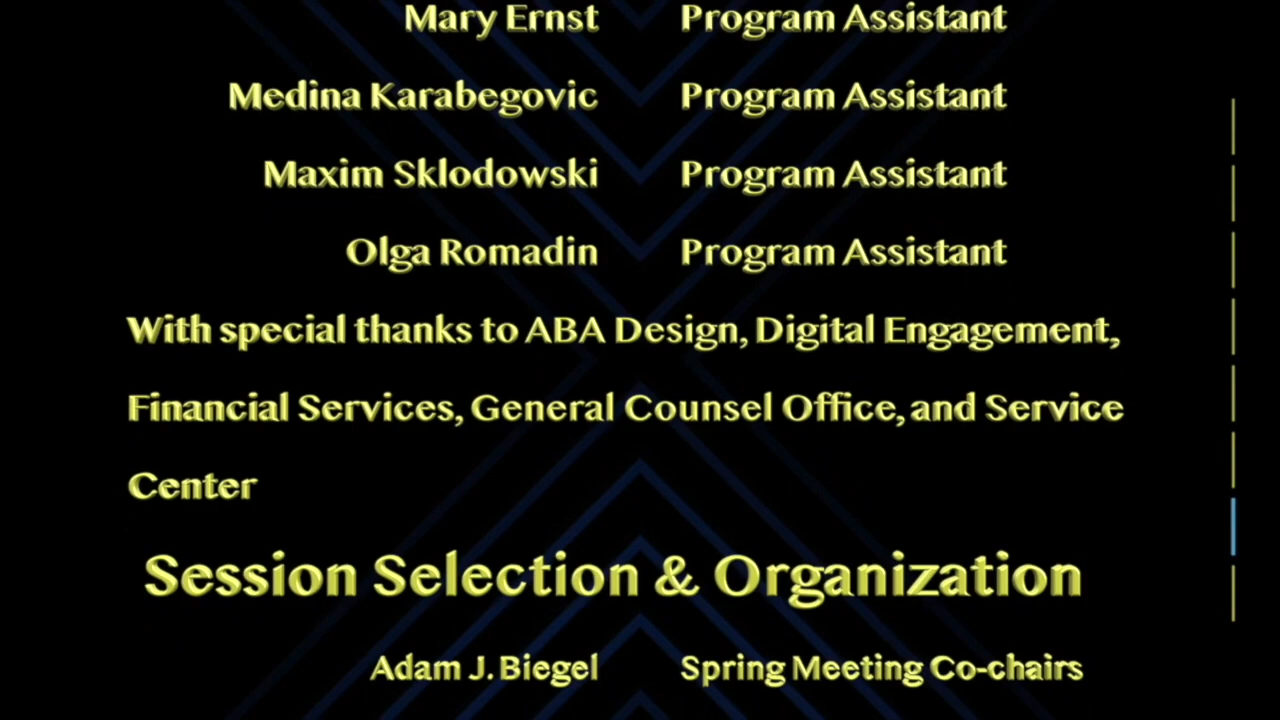 Mary Ernst Program Assistant
Medina Karabegovic Program Assistant
Maxim Sklodowski Program Assistant
Olga Romadin Program Assistant
With special thanks to ABA Design, Digital Engagement,
Financial Services, General Counsel Office, and Service
Center
Session Selection & Organization
Adam J. Biegel Spring Meeting Co-chairs